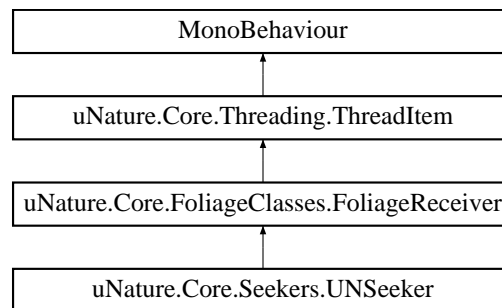 MonoBehaviour
uNature.Core.Threading.ThreadItem
uNature.Core.FoliageClasses.FoliageReceiver
uNature.Core.Seekers.UNSeeker